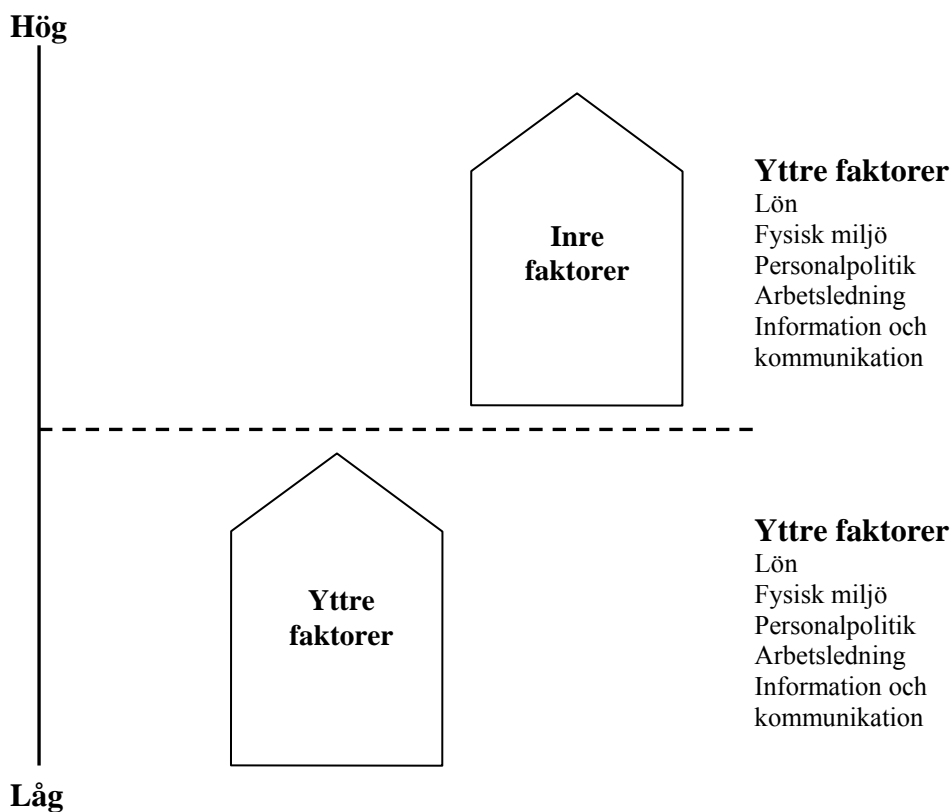 Hög
Inre
faktorer
Yttre faktorer
Lön
Fysisk miljö
Personalpolitik
Arbetsledning
Information och
kommunikation
Yttre
faktorer
Yttre faktorer
Lön
Fysisk miljö
Personalpolitik
Arbetsledning
Information och
kommunikation
Låg